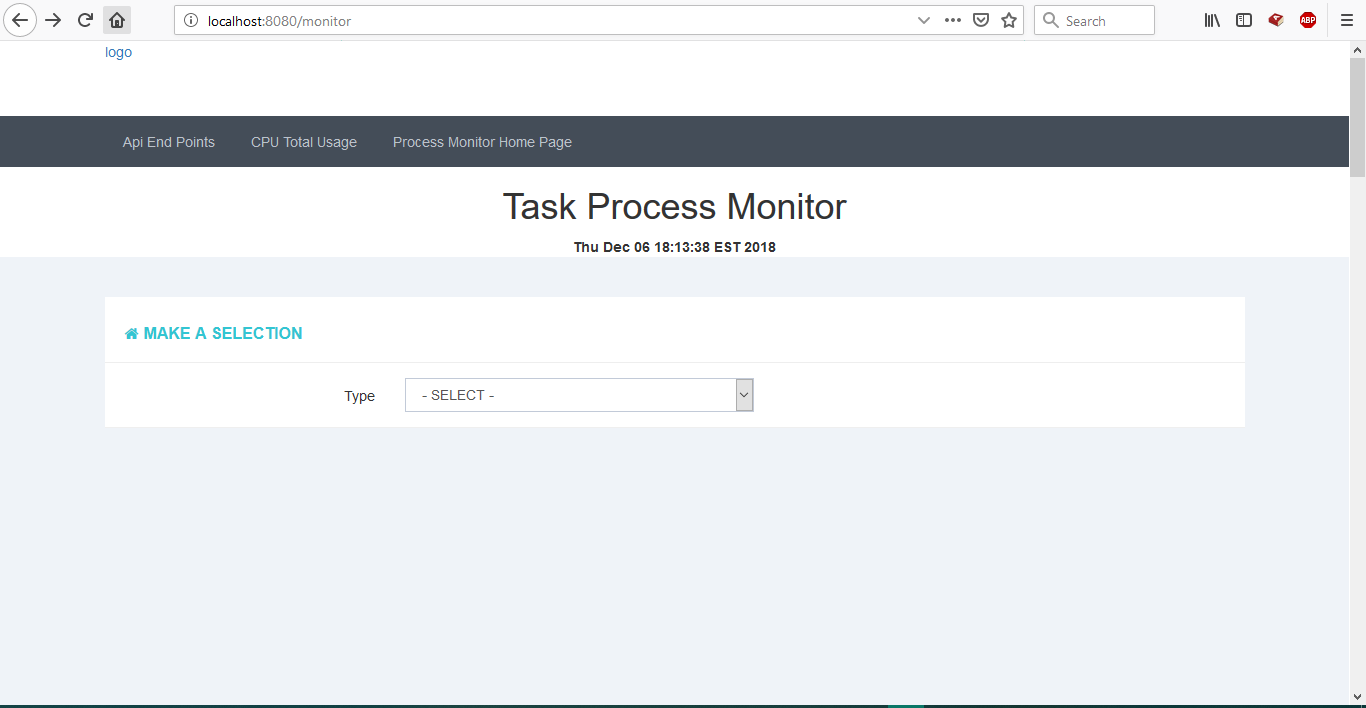 localhost:8080/monitor
Search
ABP
logo
Api End Points CPU Total Usage Process Monitor Home Page
Task Process Monitor
Thu Dec 06 18:13:38 EST 2018
MAKE A SELECTION
Type - SELECT -